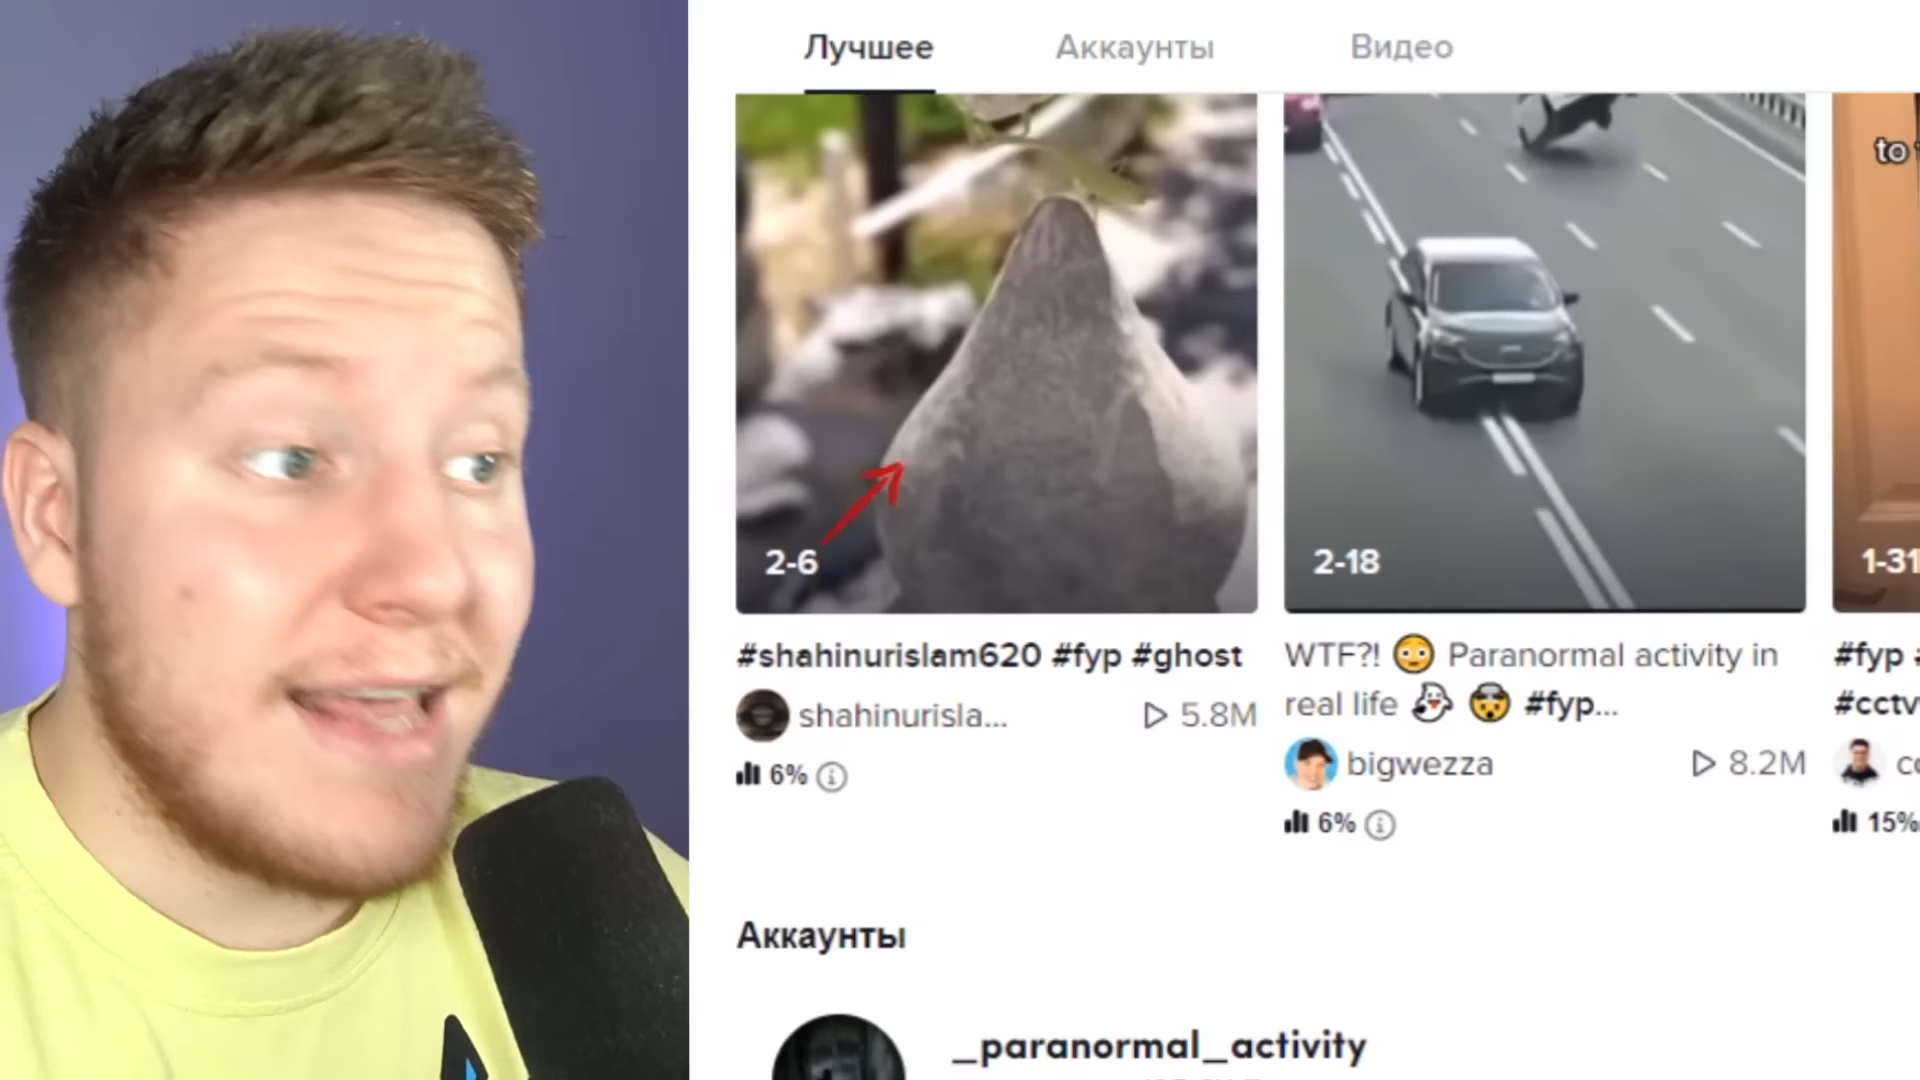 Лучшее
Аккаунты
Видео
to
2-6
2-18
1-31
#shahinurislam620 #fyp #ghost
WTF?! 😳 Paranormal activity in
real life 👻 🤯 #fyp...
#fyp
#cctv
shahinurisla...
5.8M
bigwezza
8.2M
6%
6%
15%
Аккаунты
_paranormal_activity